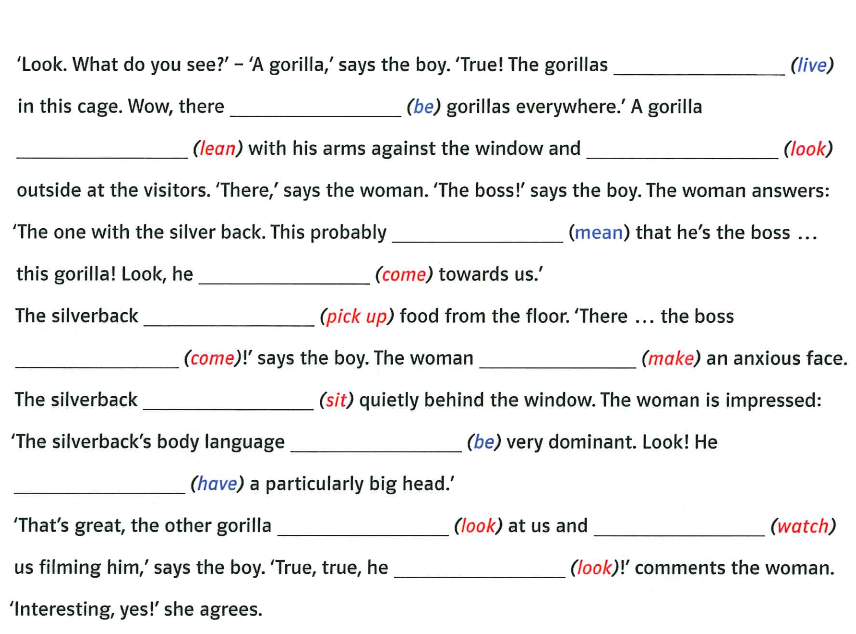 ‘Look. What do you see?’ – ‘A gorilla,’ says the boy. ‘True! The gorillas ________________ (live)
in this cage. Wow, there ________________ (be) gorillas everywhere.’ A gorilla
________________ (lean) with his arms against the window and __________________ (look)
outside at the visitors. ‘There,’ says the woman. ‘The boss!’ says the boy. The woman answers:
‘The one with the silver back. This probably ________________ (mean) that he’s the boss …
this gorilla! Look, he ________________ (come) towards us.’
The silverback ________________ (pick up) food from the floor. ‘There … the boss
________________ (come)!’ says the boy. The woman _______________ (make) an anxious face.
The silverback ________________ (sit) quietly behind the window. The woman is impressed:
‘The silverback’s body language ________________ (be) very dominant. Look! He
________________ (have) a particularly big head.’
‘That’s great, the other gorilla ________________ (look) at us and ________________ (watch)
us filming him,’ says the boy. ‘True, true, he ________________ (look)!’ comments the woman.
‘Interesting, yes!’ she agrees.